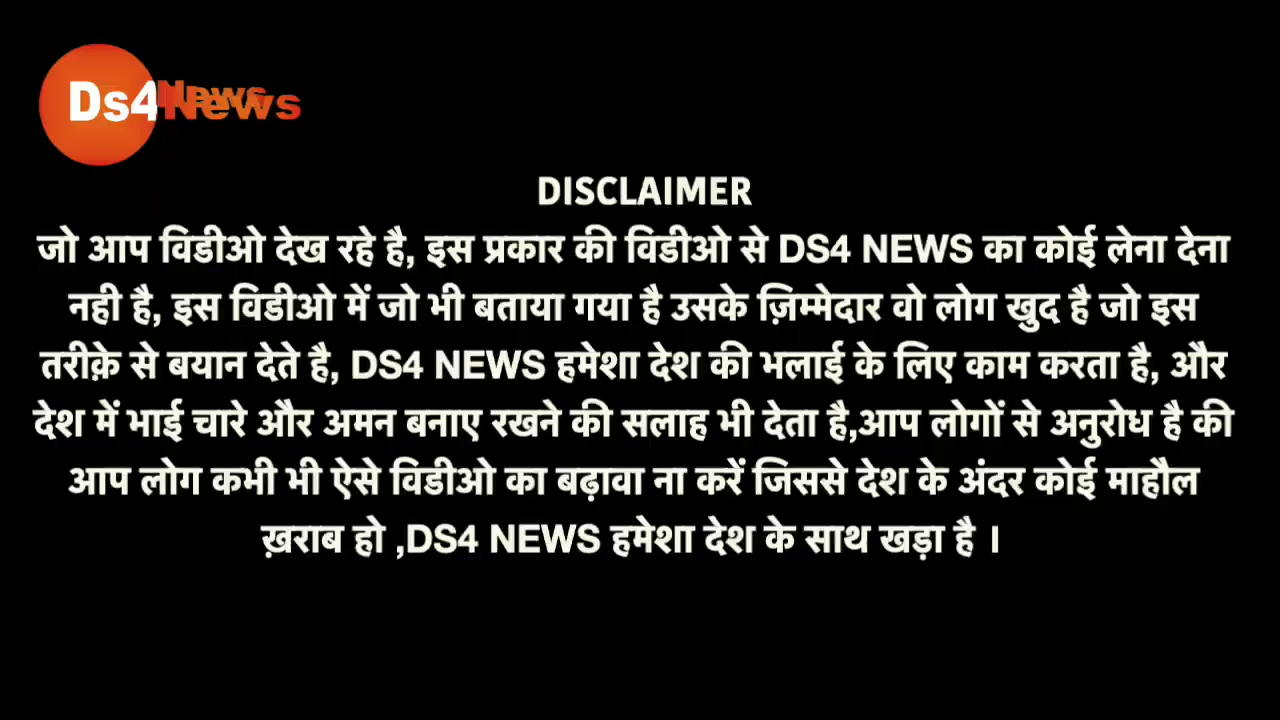 Ds4News
DISCLAIMER
जो आप विडीओ देख रहे है, इस प्रकार की विडीओ से DS4 NEWS का कोई लेना देना
नही है, इस विडीओ में जो भी बताया गया है उसके ज़िम्मेदार वो लोग खुद है जो इस
तरीक़े से बयान देते है, DS4 NEWS हमेशा देश की भलाई के लिए काम करता है, और
देश में भाई चारे और अमन बनाए रखने की सलाह भी देता है,आप लोगों से अनुरोध है की
आप लोग कभी भी ऐसे विडीओ का बढ़ावा ना करें जिससे देश के अंदर कोई माहौल
ख़राब हो ,DS4 NEWS हमेशा देश के साथ खड़ा है ।